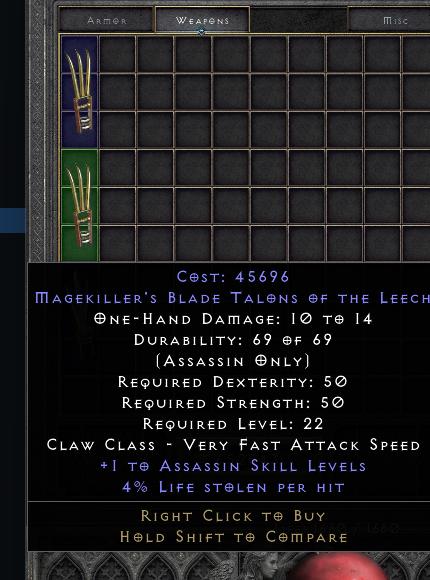 Armor Weapons Misc
Cost: 45696
Magekiller's Blade Talons of the Leech
One-Hand Damage: 10 to 14
Durability: 69 of 69
(Assassin Only)
Required Dexterity: 50
Required Strength: 50
Required Level: 22
Claw Class - Very Fast Attack Speed
+1 to Assassin Skill Levels
4% Life stolen per hit
Right Click to Buy
Hold Shift to Compare